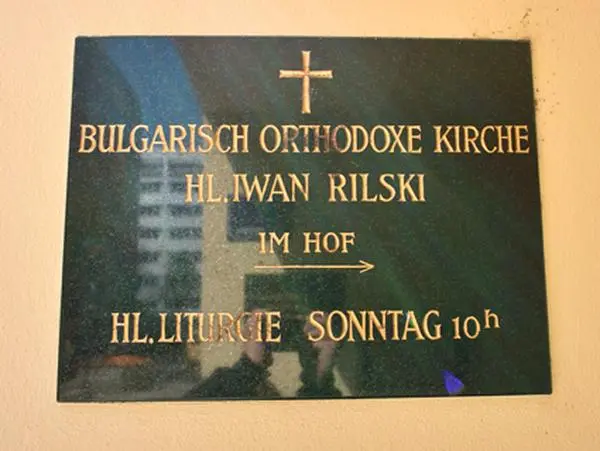 BULGARISCH ORTHODOXE KIRCHE
HL. IWAN RILSKI
IM HOF
HL. LITURGIE SONNTAG 10h